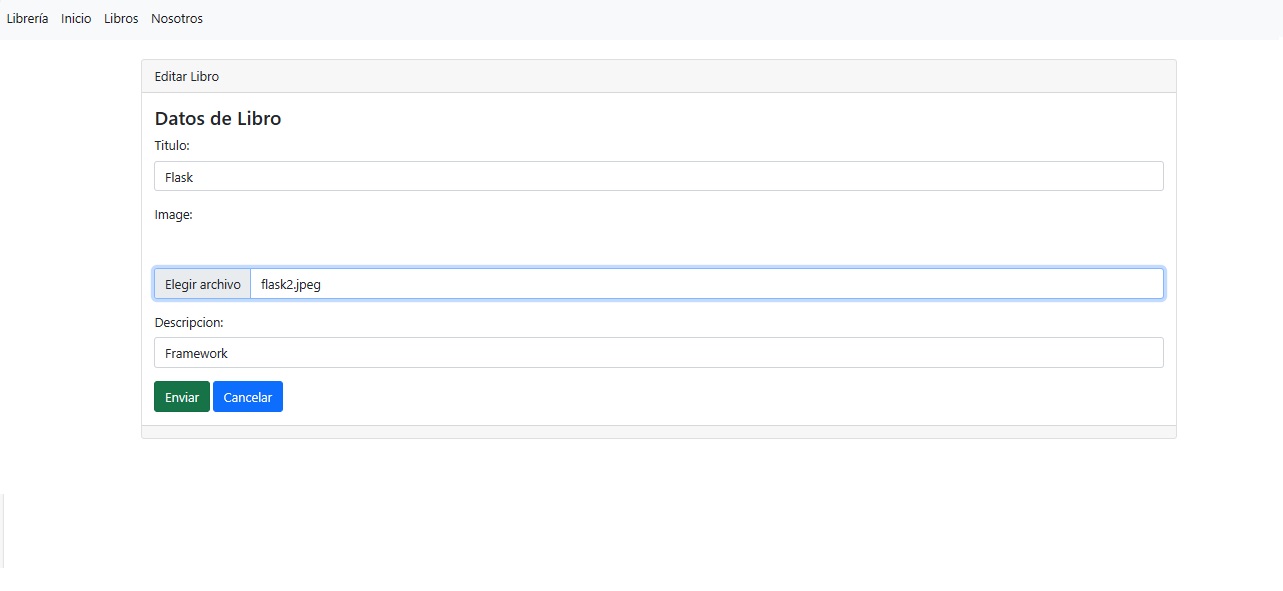 Librería Inicio Libros Nosotros
Editar Libro
Datos de Libro
Titulo:
Flask
Image:
Elegir archivo flask2.jpeg
Descripcion:
Framework
Enviar Cancelar